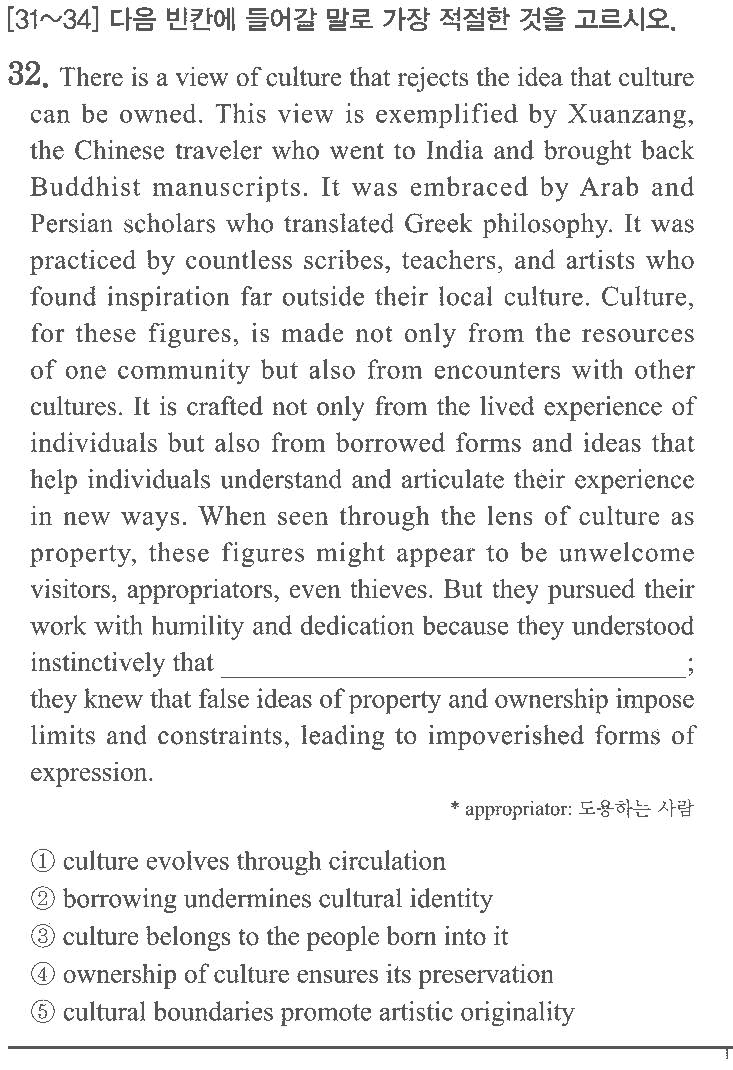 [31~34] 다음 빈칸에 들어갈 말로 가장 적절한 것을 고르시오.
32. There is a view of culture that rejects the idea that culture
can be owned. This view is exemplified by Xuanzang,
the Chinese traveler who went to India and brought back
Buddhist manuscripts. It was embraced by Arab and
Persian scholars who translated Greek philosophy. It was
practiced by countless scribes, teachers, and artists who
found inspiration far outside their local culture. Culture,
for these figures, is made not only from the resources
of one community but also from encounters with other
cultures. It is crafted not only from the lived experience of
individuals but also from borrowed forms and ideas that
help individuals understand and articulate their experience
in new ways. When seen through the lens of culture as
property, these figures might appear to be unwelcome
visitors, appropriators, even thieves. But they pursued their
work with humility and dedication because they understood
instinctively that ______________________________;
they knew that false ideas of property and ownership impose
limits and constraints, leading to impoverished forms of
expression.
* appropriator: 도용하는 사람
① culture evolves through circulation
② borrowing undermines cultural identity
③ culture belongs to the people born into it
④ ownership of culture ensures its preservation
⑤ cultural boundaries promote artistic originality